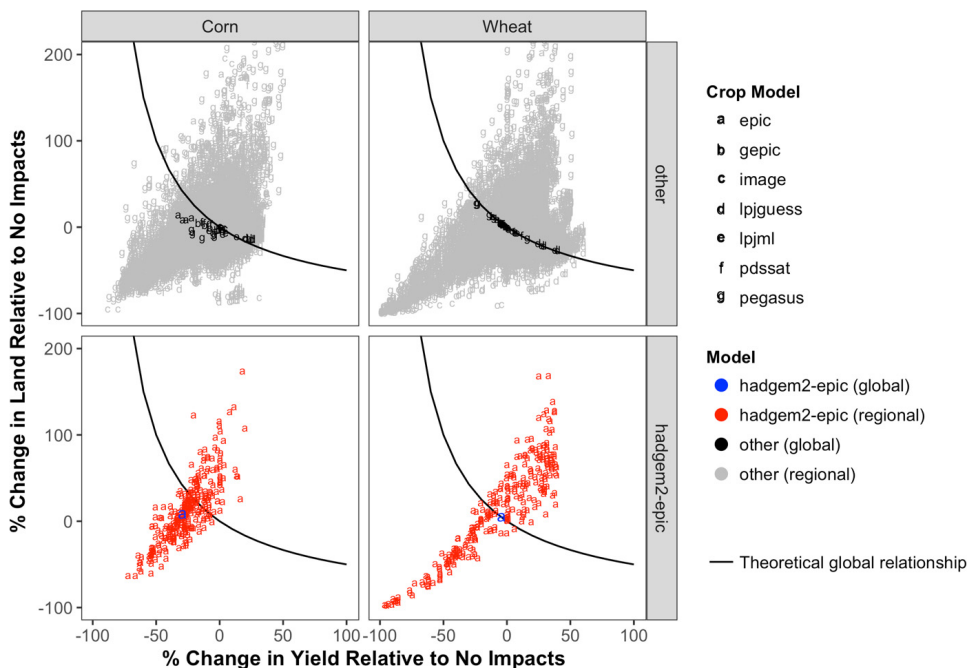 Corn
Wheat
% Change in Land Relative to No Impacts
200
100
0
-100
other
200
100
0
-100
hadgem2-epic
-100
-50
0
50
100
-100
-50
0
50
100
% Change in Yield Relative to No Impacts
Crop Model
a epic
b gepic
c image
d lpjguess
e lpjml
f pdssat
g pegasus
Model
hadgem2-epic (global)
hadgem2-epic (regional)
other (global)
other (regional)
Theoretical global relationship